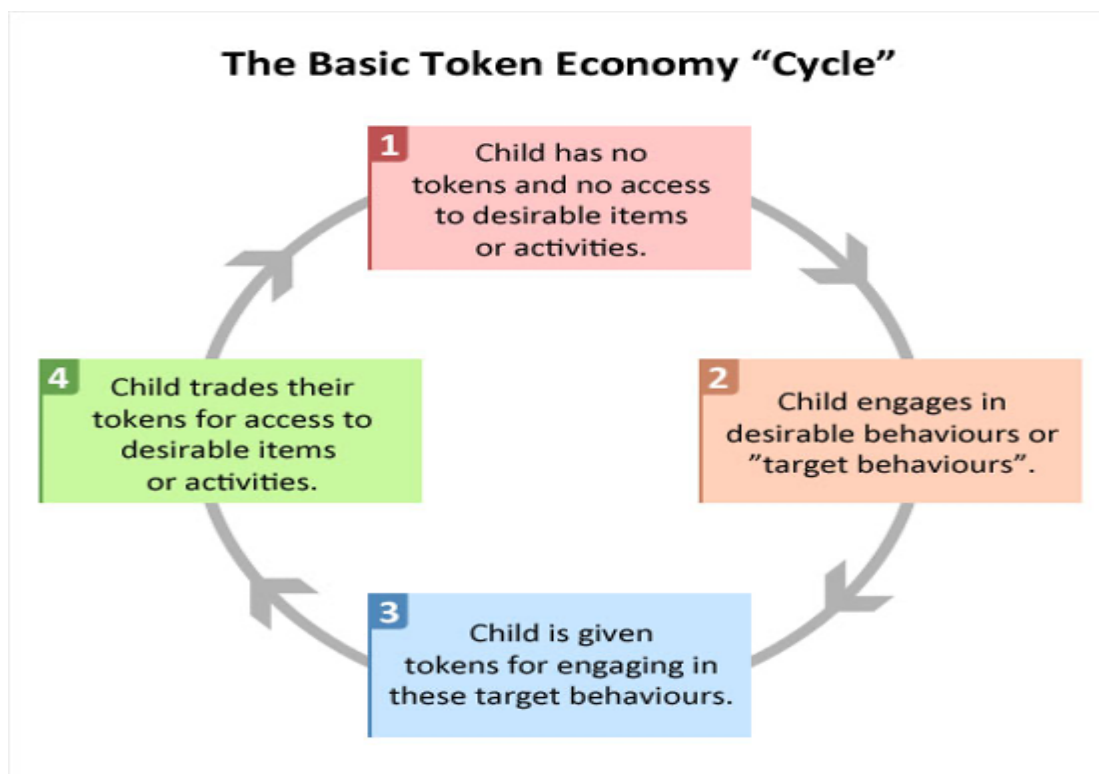 The Basic Token Economy “Cycle”
1
Child has no
tokens and no access
to desirable items
or activities.
2
Child engages in
desirable behaviours or
”target behaviours”.
3
Child is given
tokens for engaging in
these target behaviours.
4
Child trades their
tokens for access to
desirable items
or activities.